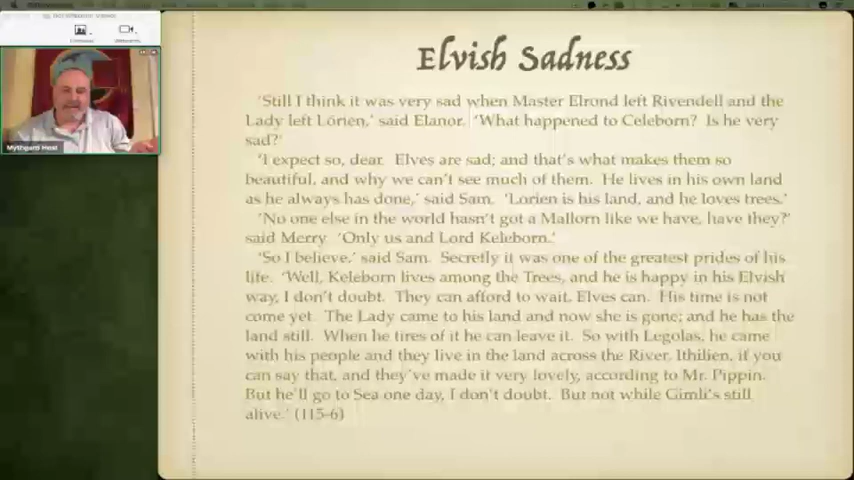 Elvish Sadness
'Still I think it was very sad when Master Elrond left Rivendell and the
Lady left Lórien,' said Elanor. 'What happened to Celeborn? Is he very
sad?'
'I expect so, dear. Elves are sad; and that's what makes them so
beautiful, and why we can't see much of them. He lives in his own land
as he always has done,' said Sam. 'Lorien is his land, and he loves trees.'
'No one else in the world hasn't got a Mallorn like we have, have they?'
said Merry. 'Only us and Lord Keleborn.'
'So I believe,' said Sam. Secretly it was one of the greatest prides of his
life. 'Well, Keleborn lives among the Trees, and he is happy in his Elvish
way, I don't doubt. They can afford to wait, Elves can. His time is not
come yet. The Lady came to his land and now she is gone; and he has the
land still. When he tires of it he can leave it. So with Legolas, he came
with his people and they live in the land across the River, Ithilien, if you
can say that, and they've made it very lovely, according to Mr. Pippin.
But he'll go to Sea one day, I don't doubt. But not while Gimli's still
alive.' (115-6)
Mythgard Host